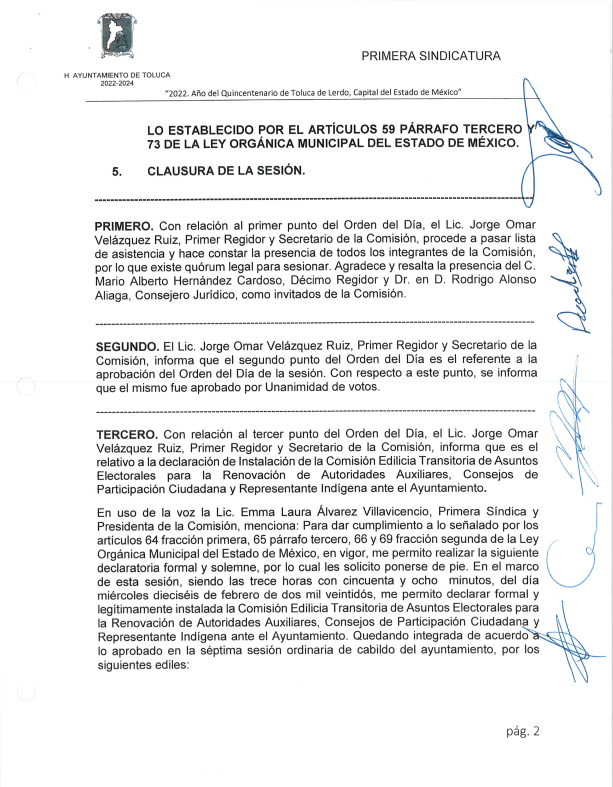 PRIMERA SINDICATURA
H. AYUNTAMIENTO DE TOLUCA
2022-2024
"2022. Año del Quincentenario de Toluca de Lerdo, Capital del Estado de México"
LO ESTABLECIDO POR EL ARTÍCULOS 59 PÁRRAFO TERCERO Y
73 DE LA LEY ORGÁNICA MUNICIPAL DEL ESTADO DE MÉXICO.
5. CLAUSURA DE LA SESIÓN.
PRIMERO. Con relación al primer punto del Orden del Día, el Lic. Jorge Omar
Velázquez Ruiz, Primer Regidor y Secretario de la Comisión, procede a pasar lista
de asistencia y hace constar la presencia de todos los integrantes de la Comisión,
por lo que existe quórum legal para sesionar. Agradece y resalta la presencia del C.
Mario Alberto Hernández Cardoso, Décimo Regidor y Dr. en D. Rodrigo Alonso
Aliaga, Consejero Jurídico, como invitados de la Comisión.
SEGUNDO. El Lic. Jorge Omar Velázquez Ruiz, Primer Regidor y Secretario de la
Comisión, informa que el segundo punto del Orden del Día es el referente a la
aprobación del Orden del Día de la sesión. Con respecto a este punto, se informa
que el mismo fue aprobado por Unanimidad de votos.
TERCERO. Con relación al tercer punto del Orden del Día, el Lic. Jorge Omar
Velázquez Ruiz, Primer Regidor y Secretario de la Comisión, informa que es el
relativo a la declaración de Instalación de la Comisión Edilicia Transitoria de Asuntos
Electorales para la Renovación de Autoridades Auxiliares, Consejos de
Participación Ciudadana y Representante Indígena ante el Ayuntamiento.
En uso de la voz la Lic. Emma Laura Álvarez Villavicencio, Primera Síndica y
Presidenta de la Comisión, menciona: Para dar cumplimiento a lo señalado por los
artículos 64 fracción primera, 65 párrafo tercero, 66 y 69 fracción segunda de la Ley
Orgánica Municipal del Estado de México, en vigor, me permito realizar la siguiente
declaratoria formal y solemne, por lo cual les solicito ponerse de pie. En el marco
de esta sesión, siendo las trece horas con cincuenta y ocho minutos, del día
miércoles dieciséis de febrero de dos mil veintidós, me permito declarar formal y
legítimamente instalada la Comisión Edilicia Transitoria de Asuntos Electorales para
la Renovación de Autoridades Auxiliares, Consejos de Participación Ciudadana y
Representante Indígena ante el Ayuntamiento. Quedando integrada de acuerdo a
lo aprobado en la séptima sesión ordinaria de cabildo del ayuntamiento, por los
siguientes ediles:
pág. 2